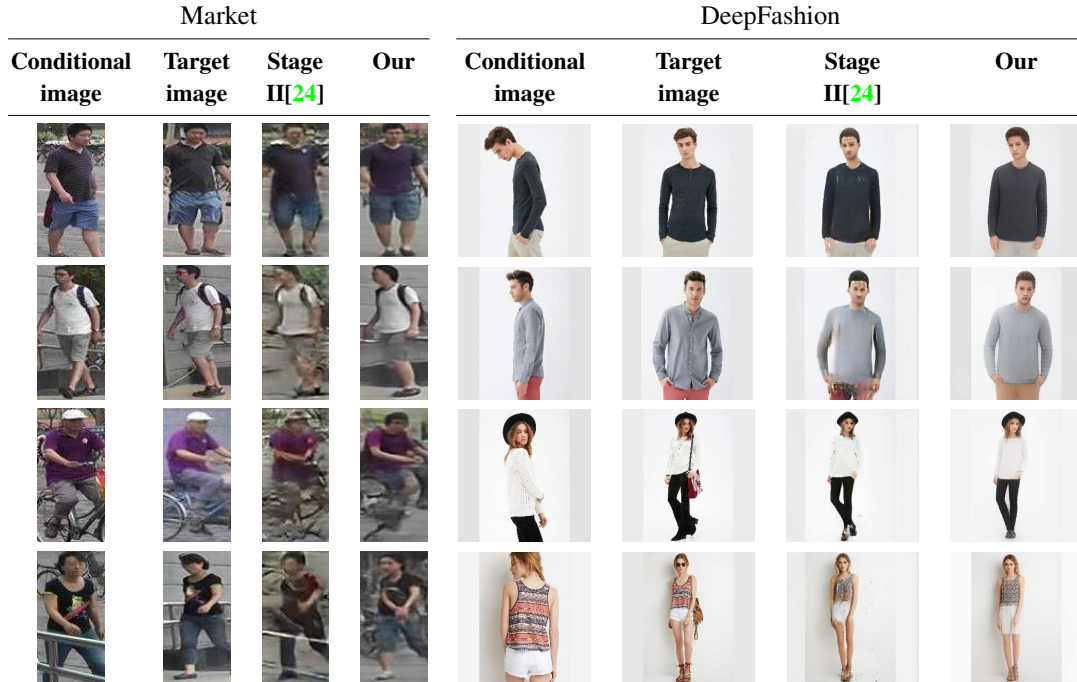 Market
DeepFashion
Conditional image
Target image
Stage II[24]
Our
Conditional image
Target image
Stage II[24]
Our